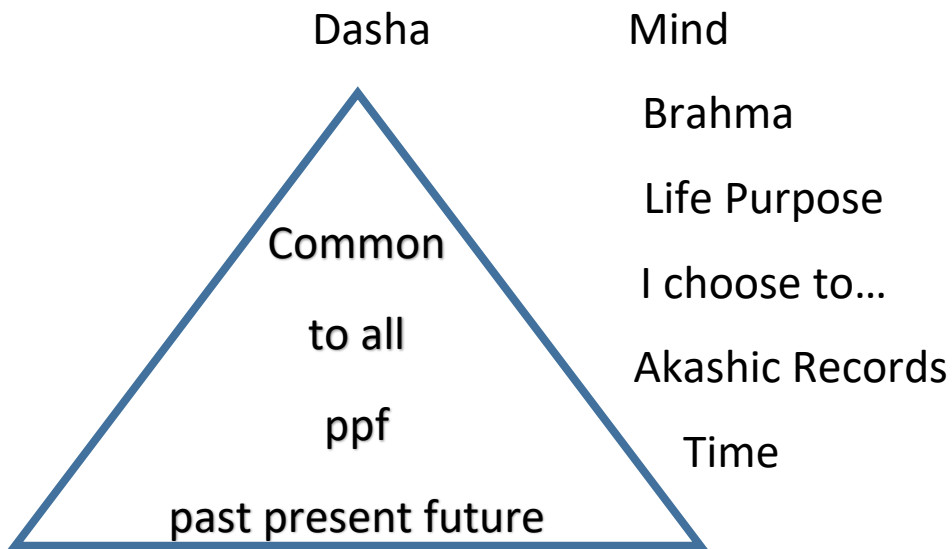 Dasha
Mind
Brahma
Life Purpose
I choose to…
Akashic Records
Time
Common
to all
ppf
past present future